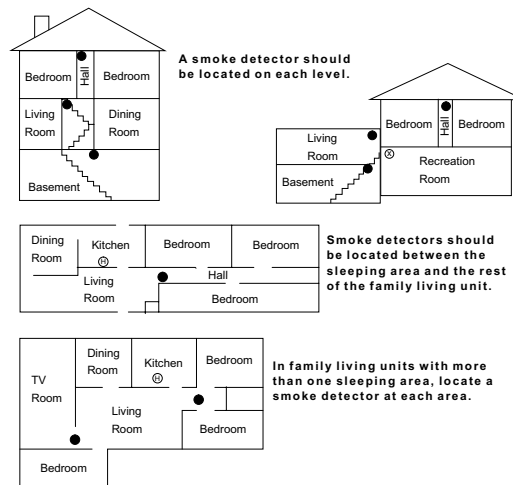 A smoke detector should
be located on each level.
Bedroom
Hall
Bedroom
Living
Room
Dining
Room
Basement
Bedroom
Hall
Bedroom
Living
Room
X
Recreation
Room
Basement
Dining
Room
Kitchen
H
Bedroom
Bedroom
Living
Room
Hall
Bedroom
Smoke detectors should
be located between the
sleeping area and the rest
of the family living unit.
TV
Room
Dining
Room
Kitchen
H
Bedroom
Living
Room
Bedroom
Bedroom
In family living units with more
than one sleeping area, locate a
smoke detector at each area.